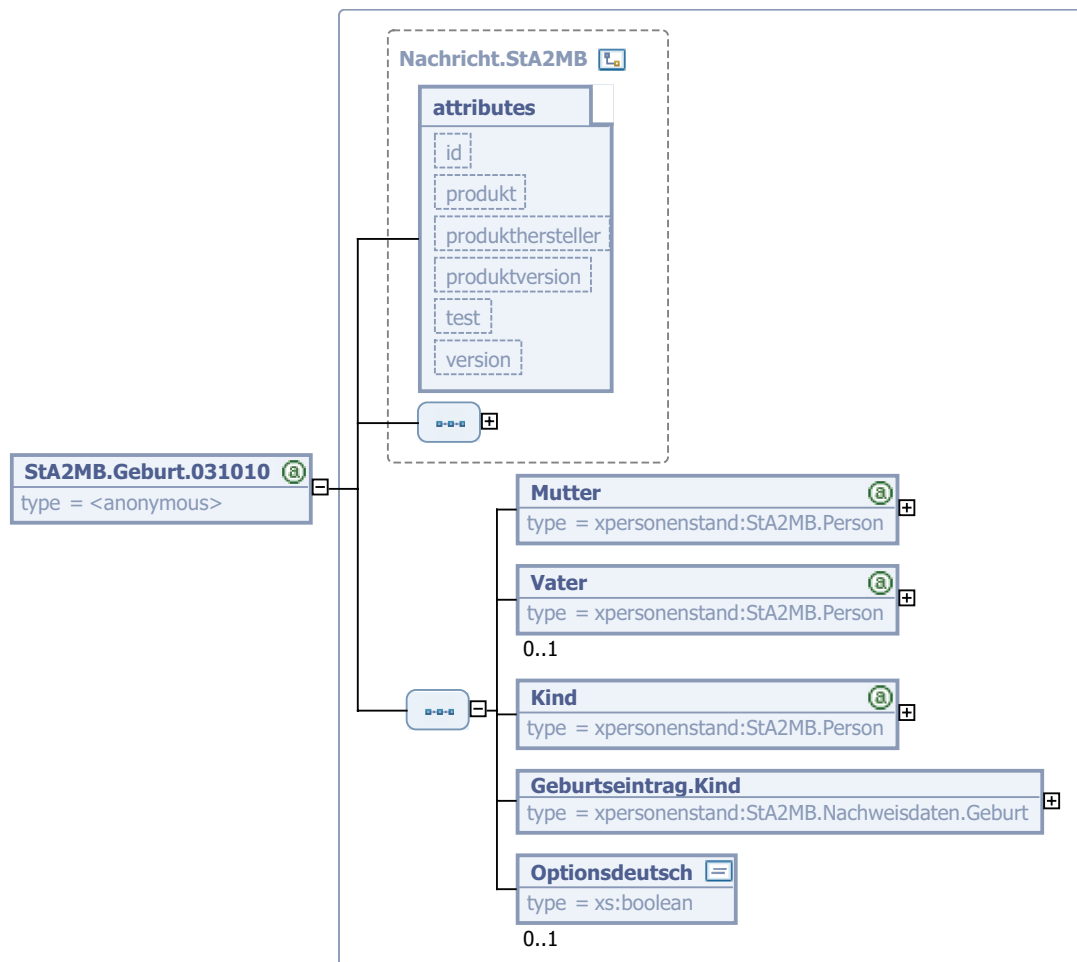 Nachricht.StA2MB
attributes
id
produkt
produkthersteller
produktversion
test
version
StA2MB.Geburt.031010
type = <anonymous>
Mutter
type = xpersonenstand:StA2MB.Person
Vater
type = xpersonenstand:StA2MB.Person
0..1
Kind
type = xpersonenstand:StA2MB.Person
Geburtseintrag.Kind
type = xpersonenstand:StA2MB.Nachweisdaten.Geburt
Optionsdeutsch
type = xs:boolean
0..1